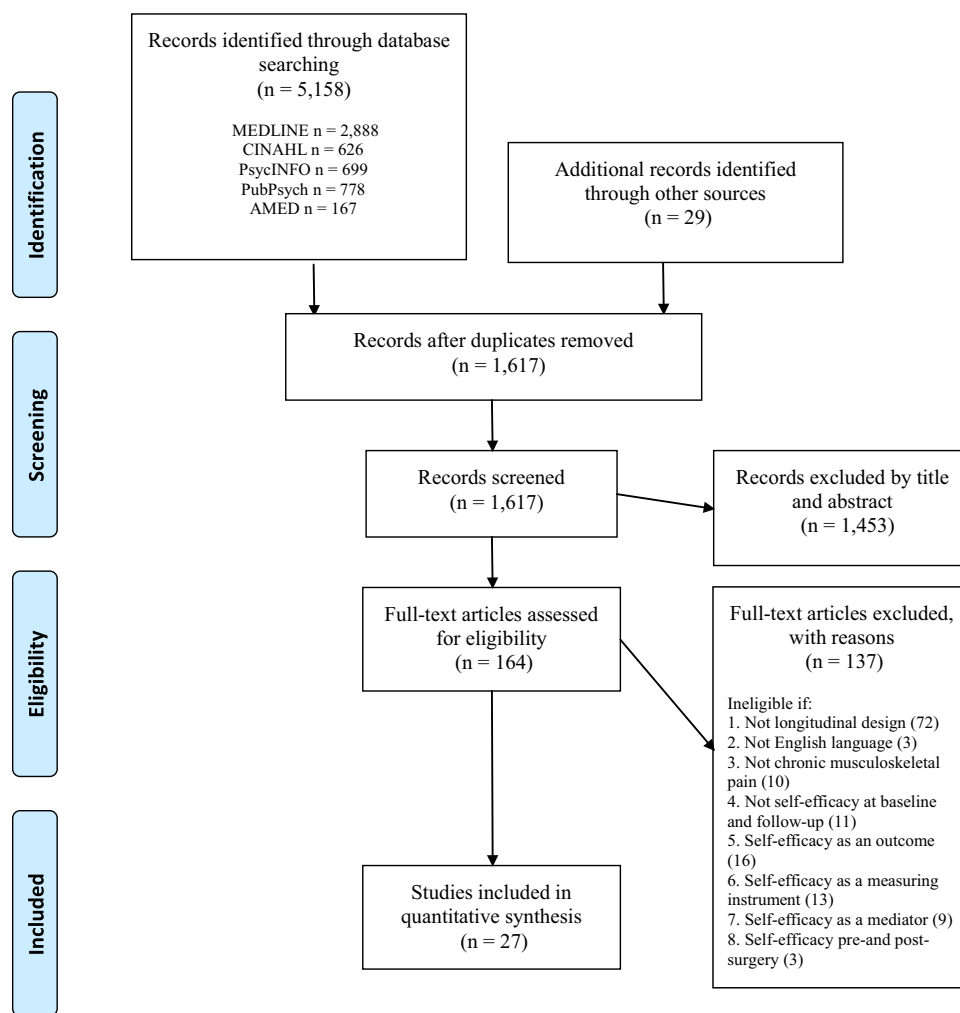 Records identified through database
searching
(n = 5,158)
MEDLINE n = 2,888
CINAHL n = 626
PsycINFO n = 699
PubPsych n = 778
AMED n = 167
Additional records identified
through other sources
(n = 29)
Identification
Records after duplicates removed
(n = 1,617)
Screening
Records screened
(n = 1,617)
Records excluded by title
and abstract
(n = 1,453)
Eligibility
Full-text articles assessed
for eligibility
(n = 164)
Full-text articles excluded,
with reasons
(n = 137)
Ineligible if:
1. Not longitudinal design (72)
2. Not English language (3)
3. Not chronic musculoskeletal
pain (10)
4. Not self-efficacy at baseline
and follow-up (11)
5. Self-efficacy as an outcome
(16)
6. Self-efficacy as a measuring
instrument (13)
7. Self-efficacy as a mediator (9)
8. Self-efficacy pre-and post-
surgery (3)
Included
Studies included in
quantitative synthesis
(n = 27)